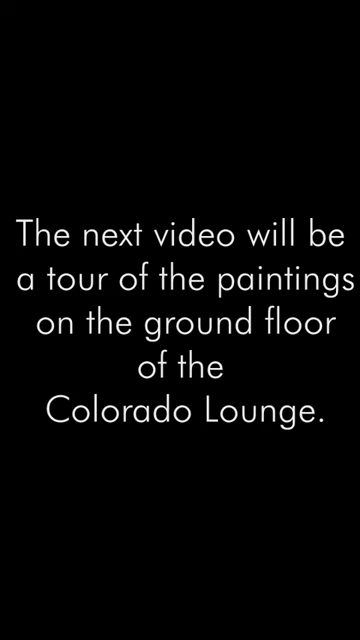 The next video will be
a tour of the paintings
on the ground floor
of the
Colorado Lounge.